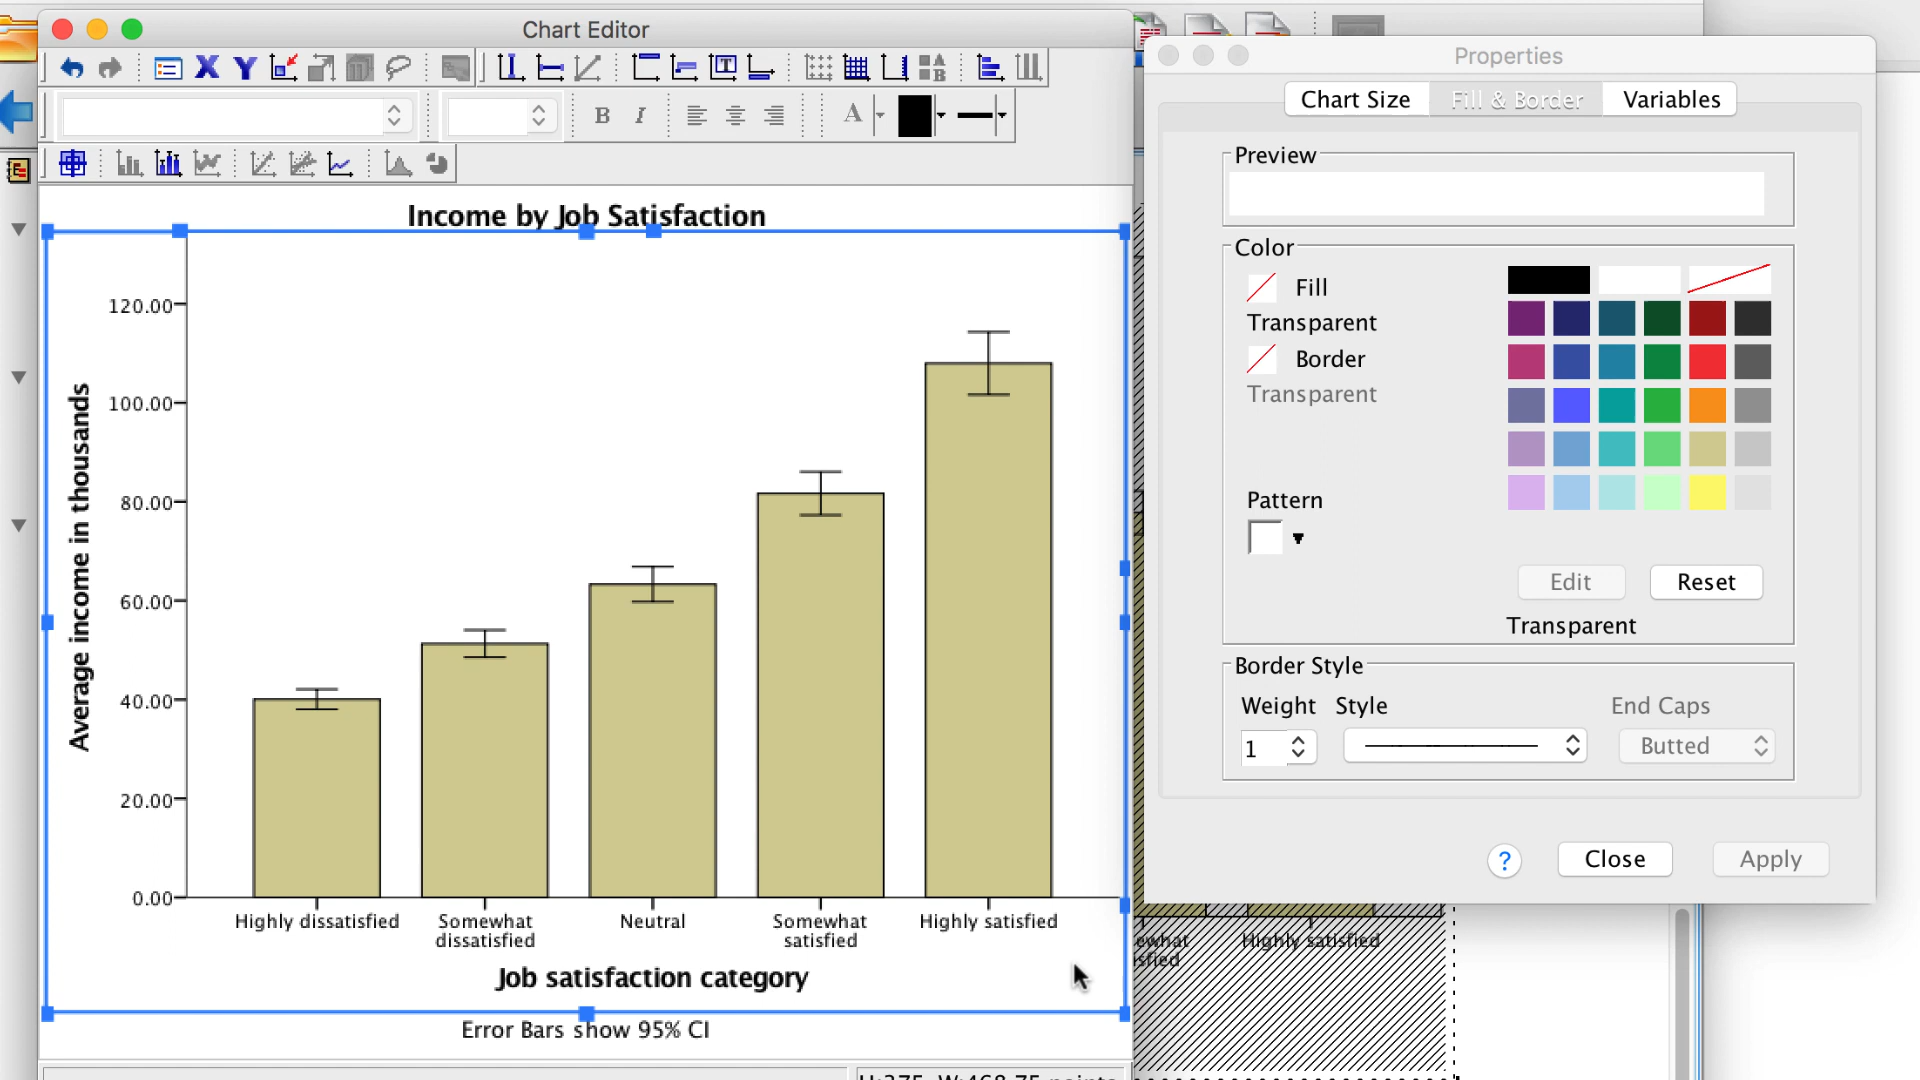 Chart Editor
X Y
T
A
B
B I A
Income by Job Satisfaction
120.00
100.00
80.00
60.00
40.00
20.00
0.00
Average income in thousands
Highly dissatisfied
Somewhat
dissatisfied
Neutral
Somewhat
satisfied
Highly satisfied
Job satisfaction category
Error Bars show 95% CI
Properties
Chart Size Fill & Border Variables
Preview
Color
Fill
Transparent
Border
Transparent
Pattern
Edit Reset
Transparent
Border Style
Weight Style End Caps
1 Butted
? Close Apply
Highly satisfied